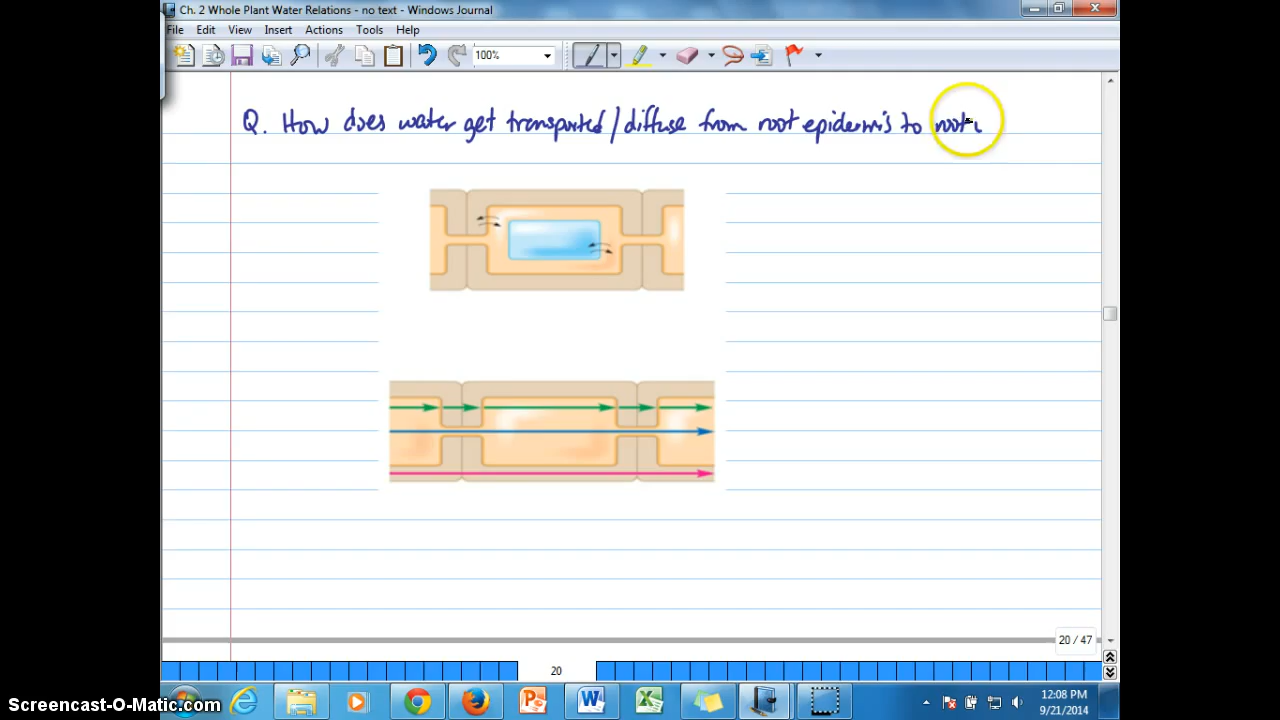 Ch. 2 Whole Plant Water Relations - no text - Windows Journal
File Edit View Insert Actions Tools Help
100%
Q. How does water get transported/diffuse from root epidermis to root
20 / 47
20
12:08 PM
9/21/2014
Screencast-O-Matic.com